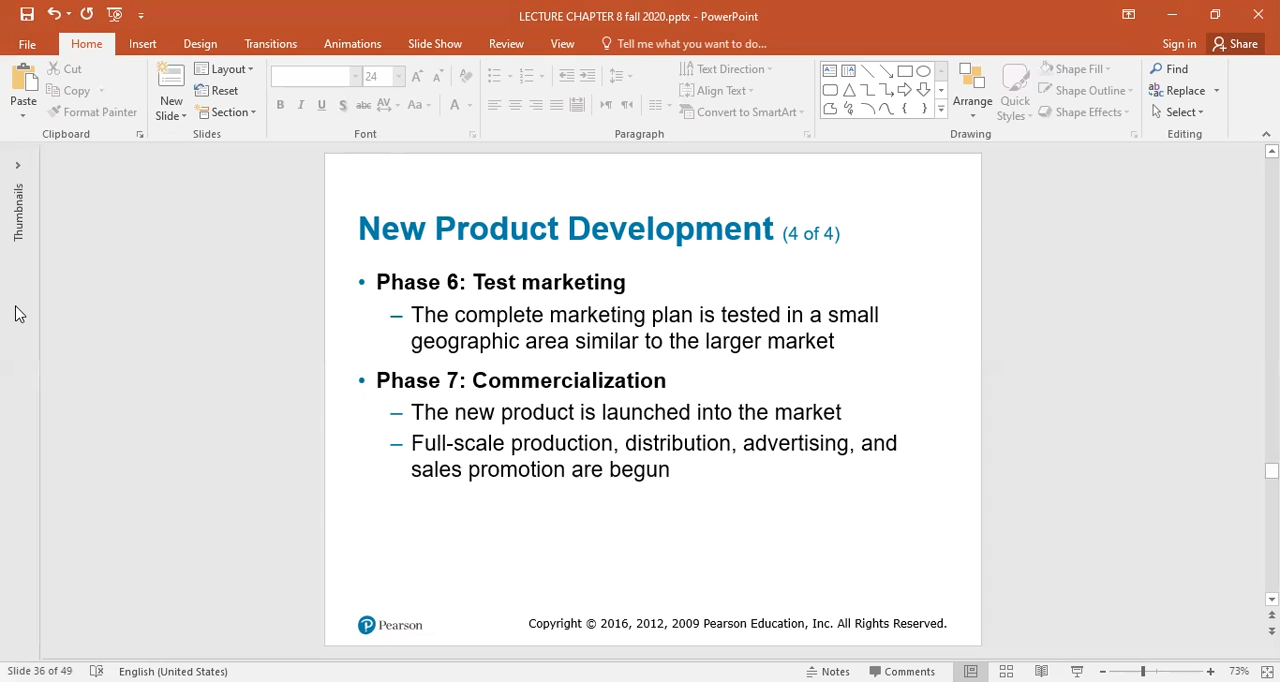 LECTURE CHAPTER 8 fall 2020.pptx - PowerPoint
File Home Insert Design Transitions Animations Slide Show Review View Tell me what you want to do... Sign in Share
Paste
Cut
Copy
Format Painter
Clipboard
New Slide
Layout
Reset
Section
Slides
24
B I U S abc AV Aa A
Font
Text Direction
Align Text
Convert to SmartArt
Paragraph
Arrange
Quick Styles
Shape Fill
Shape Outline
Shape Effects
Drawing
Find
Replace
Select
Editing
Thumbnails
New Product Development (4 of 4)
• Phase 6: Test marketing
– The complete marketing plan is tested in a small
geographic area similar to the larger market
• Phase 7: Commercialization
– The new product is launched into the market
– Full-scale production, distribution, advertising, and
sales promotion are begun
Pearson
Copyright © 2016, 2012, 2009 Pearson Education, Inc. All Rights Reserved.
Slide 36 of 49 English (United States) Notes Comments 73%